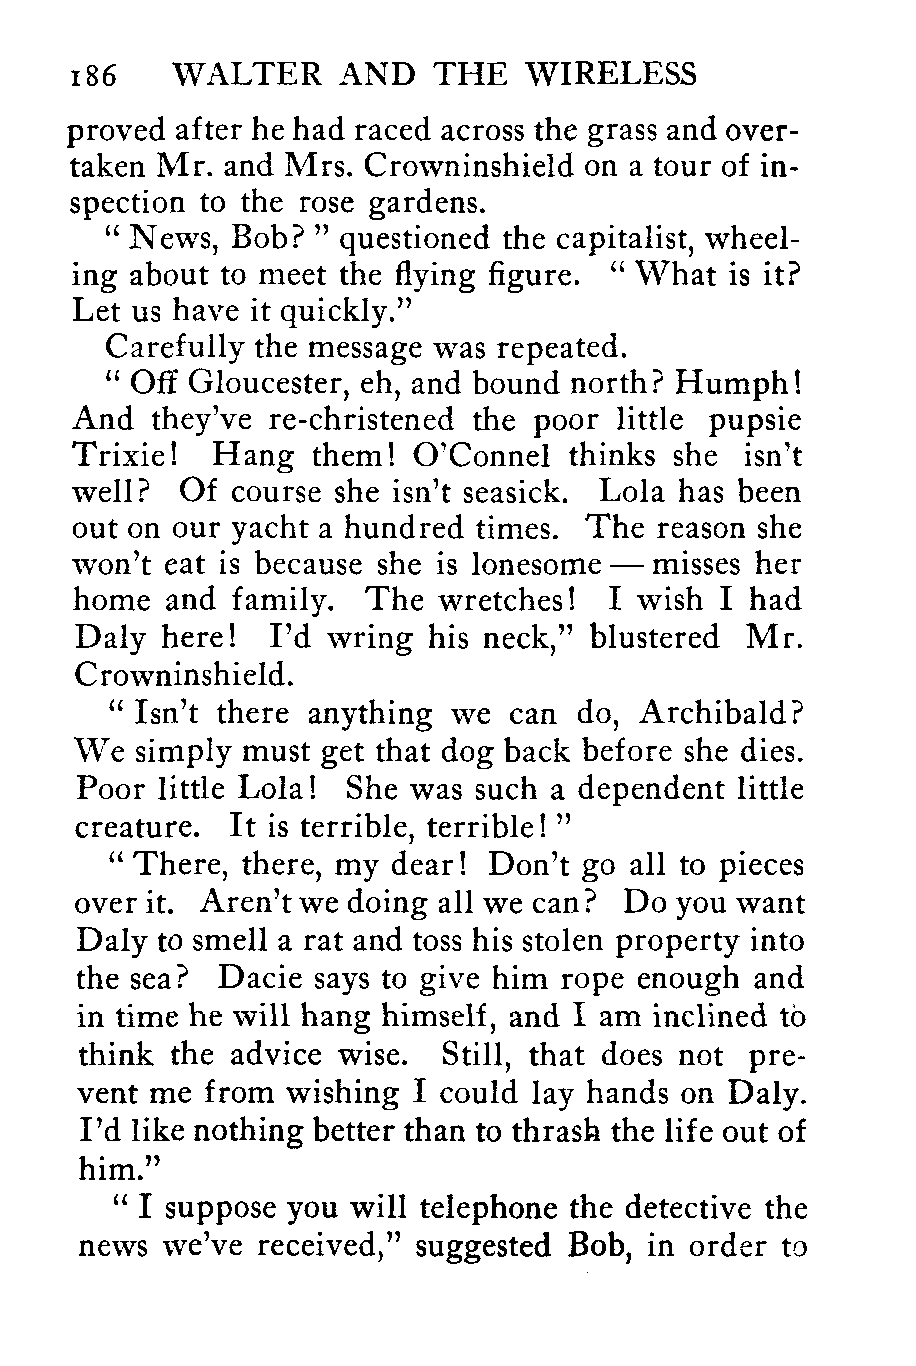 186 WALTER AND THE WIRELESS
proved after he had raced across the grass and over-
taken Mr. and Mrs. Crowninshield on a tour of in-
spection to the rose gardens.
“ News, Bob? ” questioned the capitalist, wheel-
ing about to meet the flying figure. “ What is it?
Let us have it quickly.”
Carefully the message was repeated.
“ Off Gloucester, eh, and bound north? Humph!
And they’ve re-christened the poor little pupsie
Trixie! Hang them! O’Connel thinks she isn’t
well? Of course she isn’t seasick. Lola has been
out on our yacht a hundred times. The reason she
won’t eat is because she is lonesome — misses her
home and family. The wretches! I wish I had
Daly here! I’d wring his neck,” blustered Mr.
Crowninshield.
“ Isn’t there anything we can do, Archibald?
We simply must get that dog back before she dies.
Poor little Lola! She was such a dependent little
creature. It is terrible, terrible! ”
“ There, there, my dear! Don’t go all to pieces
over it. Aren’t we doing all we can? Do you want
Daly to smell a rat and toss his stolen property into
the sea? Dacie says to give him rope enough and
in time he will hang himself, and I am inclined to
think the advice wise. Still, that does not pre-
vent me from wishing I could lay hands on Daly.
I’d like nothing better than to thrash the life out of
him.”
“ I suppose you will telephone the detective the
news we’ve received,” suggested Bob, in order to